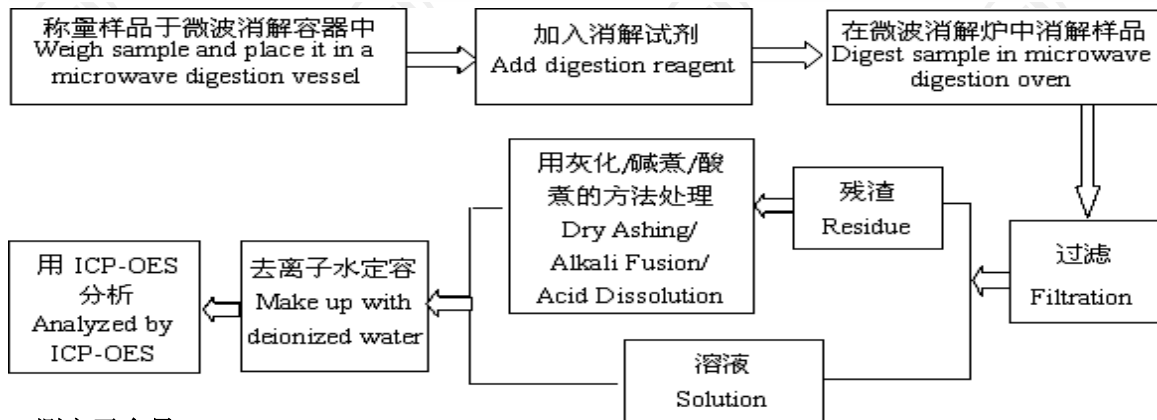 称量样品于微波消解容器中
Weigh sample and place it in a
microwave digestion vessel
加入消解试剂
Add digestion reagent
在微波消解炉中消解样品
Digest sample in microwave
digestion oven
过滤
Filtration
残渣
Residue
用灰化/碱煮/酸
煮的方法处理
Dry Ashing/
Alkali Fusion/
Acid Dissolution
溶液
Solution
去离子水定容
Make up with
deionized water
用 ICP-OES
分析
Analyzed by
ICP-OES